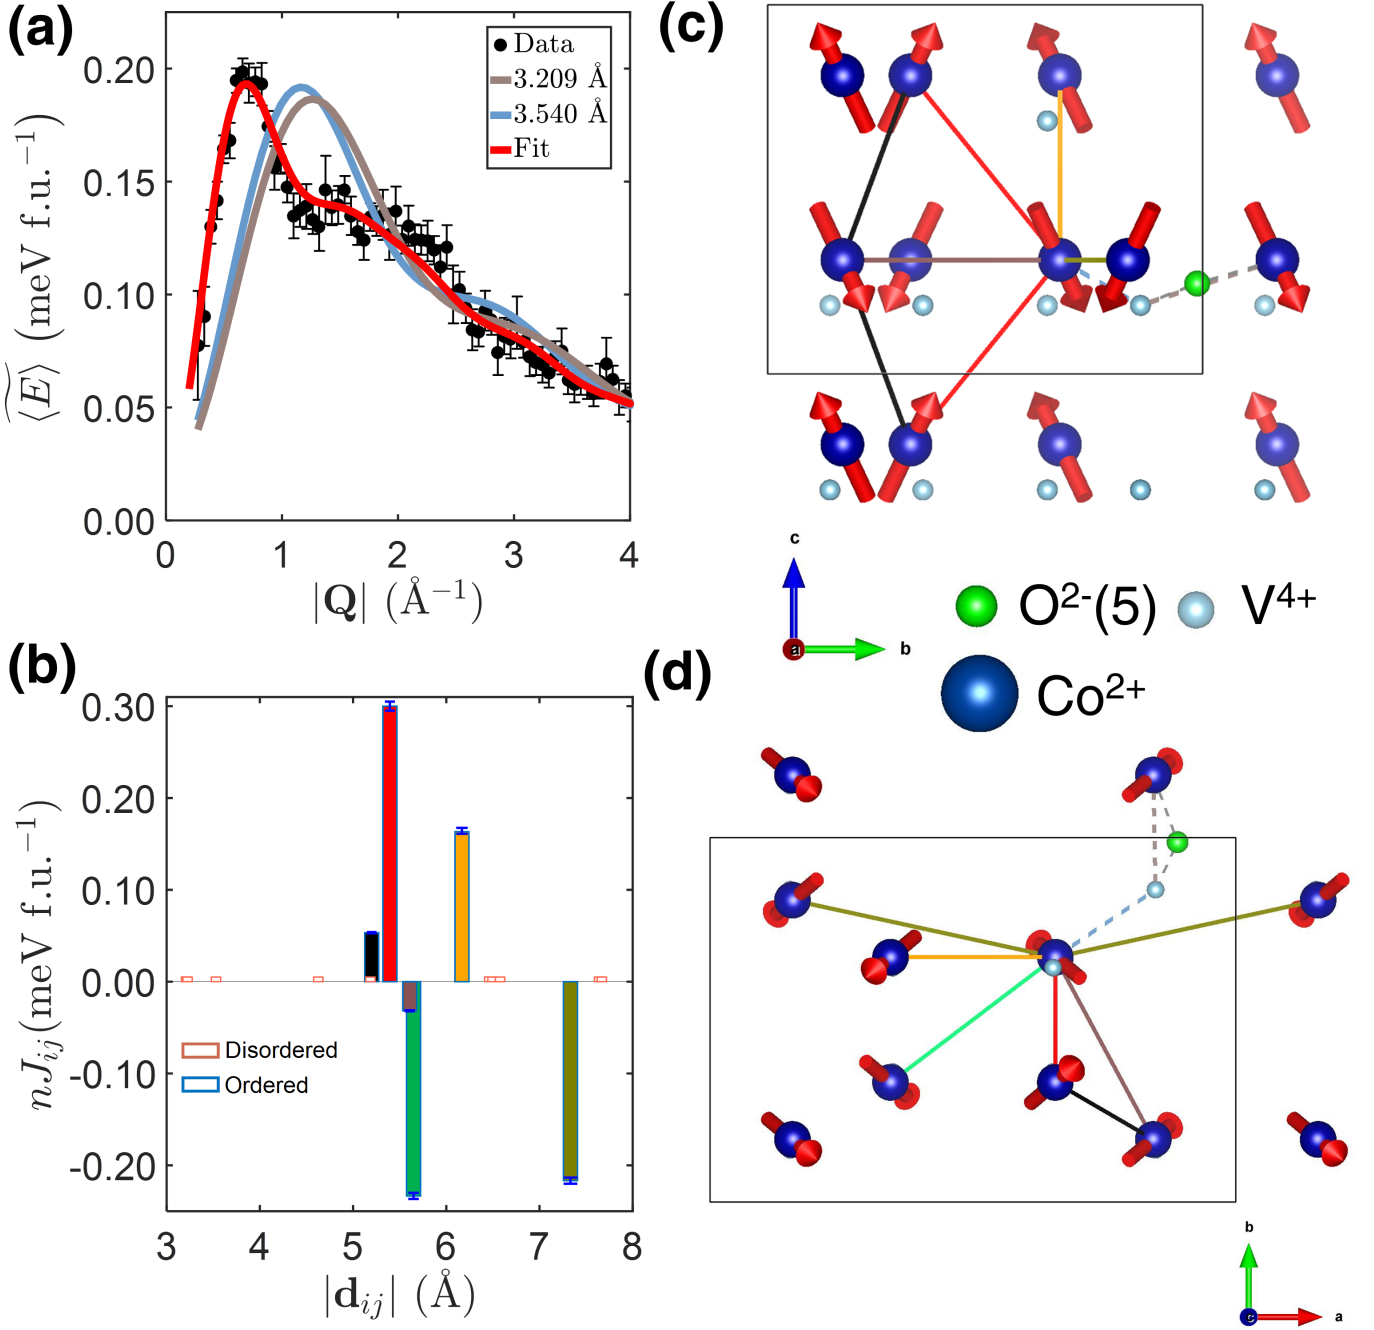 (a)
Data
3.209 Å
3.540 Å
Fit
0.20
0.15
0.10
0.05
0.00
⟨E⟩ (meV f.u.⁻¹)
0 1 2 3 4
|Q| (Å⁻¹)
(b)
0.30
0.20
0.10
0.00
-0.10
-0.20
nJᵢⱼ(meV f.u.⁻¹)
Disordered
Ordered
3 4 5 6 7 8
|dᵢⱼ| (Å)
(c)
c
a
b
O²⁻(5) V⁴⁺
Co²⁺
(d)
b
c
a